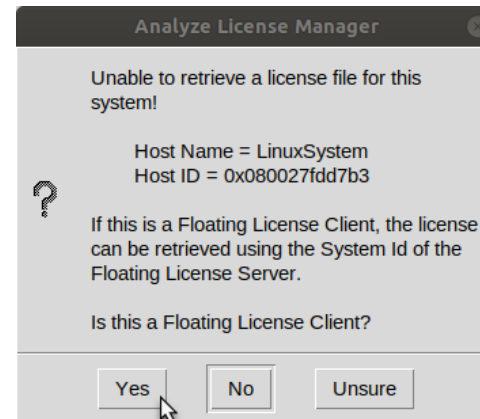 Analyze License Manager
Unable to retrieve a license file for this
system!
Host Name = LinuxSystem
Host ID = 0x080027fdd7b3
If this is a Floating License Client, the license
can be retrieved using the System Id of the
Floating License Server.
Is this a Floating License Client?
Yes
No
Unsure